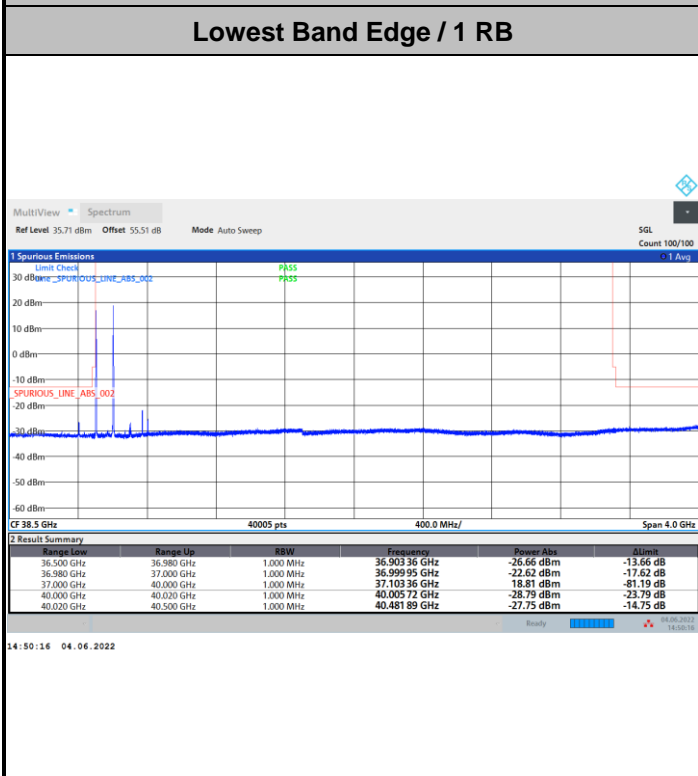 Lowest Band Edge / 1 RB
MultiView Spectrum
Ref Level 35.71 dBm Offset 55.51 dB Mode Auto Sweep SGL
Count 100/100
1 Spurious Emissions 1 Avg
Limit Check PASS
30 dBm Line _SPURIOUS_LINE_ABS_002 PASS
20 dBm
10 dBm
0 dBm
-10 dBm
_SPURIOUS_LINE_ABS_002
-20 dBm
-30 dBm
-40 dBm
-50 dBm
-60 dBm
CF 38.5 GHz 40005 pts 400.0 MHz/ Span 4.0 GHz
2 Result Summary
Range Low Range Up RBW Frequency Power Abs ΔLimit
36.500 GHz 36.980 GHz 1.000 MHz 36.903 36 GHz -26.66 dBm -13.66 dB
36.980 GHz 37.000 GHz 1.000 MHz 36.999 95 GHz -22.62 dBm -17.62 dB
37.000 GHz 40.000 GHz 1.000 MHz 37.103 36 GHz 18.81 dBm -81.19 dB
40.000 GHz 40.020 GHz 1.000 MHz 40.005 72 GHz -28.79 dBm -23.79 dB
40.020 GHz 40.500 GHz 1.000 MHz 40.481 89 GHz -27.75 dBm -14.75 dB
Ready 04.06.2022
14:50:16
14:50:16 04.06.2022